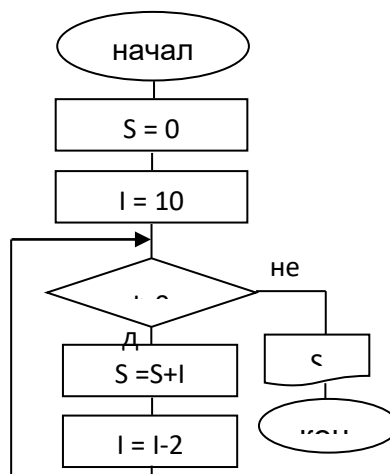 начал
S = 0
I = 10
не
д
S =S+I
I = I-2